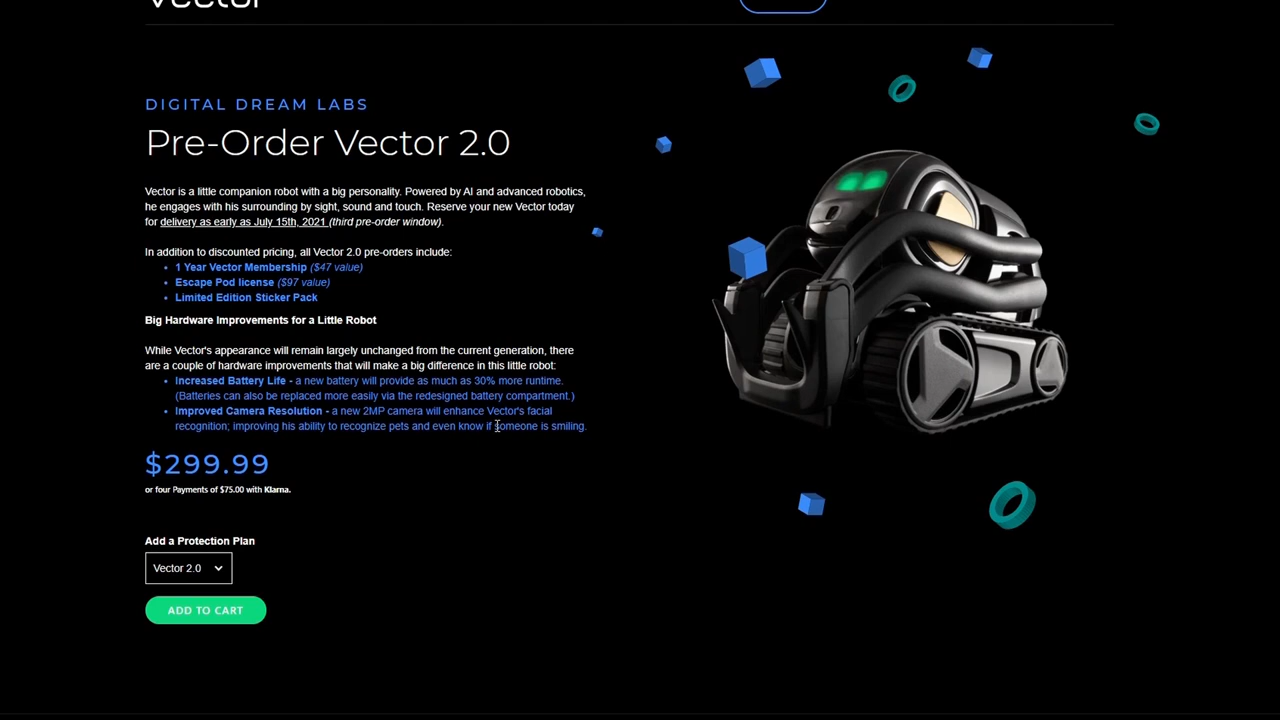 Vector
DIGITAL DREAM LABS
Pre-Order Vector 2.0
Vector is a little companion robot with a big personality. Powered by AI and advanced robotics,
he engages with his surrounding by sight, sound and touch. Reserve your new Vector today
for delivery as early as July 15th, 2021 (third pre-order window).
In addition to discounted pricing, all Vector 2.0 pre-orders include:
• 1 Year Vector Membership ($47 value)
• Escape Pod license ($97 value)
• Limited Edition Sticker Pack
Big Hardware Improvements for a Little Robot
While Vector's appearance will remain largely unchanged from the current generation, there
are a couple of hardware improvements that will make a big difference in this little robot:
• Increased Battery Life - a new battery will provide as much as 30% more runtime.
(Batteries can also be replaced more easily via the redesigned battery compartment.)
• Improved Camera Resolution - a new 2MP camera will enhance Vector's facial
recognition; improving his ability to recognize pets and even know if someone is smiling.
$299.99
or four Payments of $75.00 with Klarna.
Add a Protection Plan
Vector 2.0
ADD TO CART